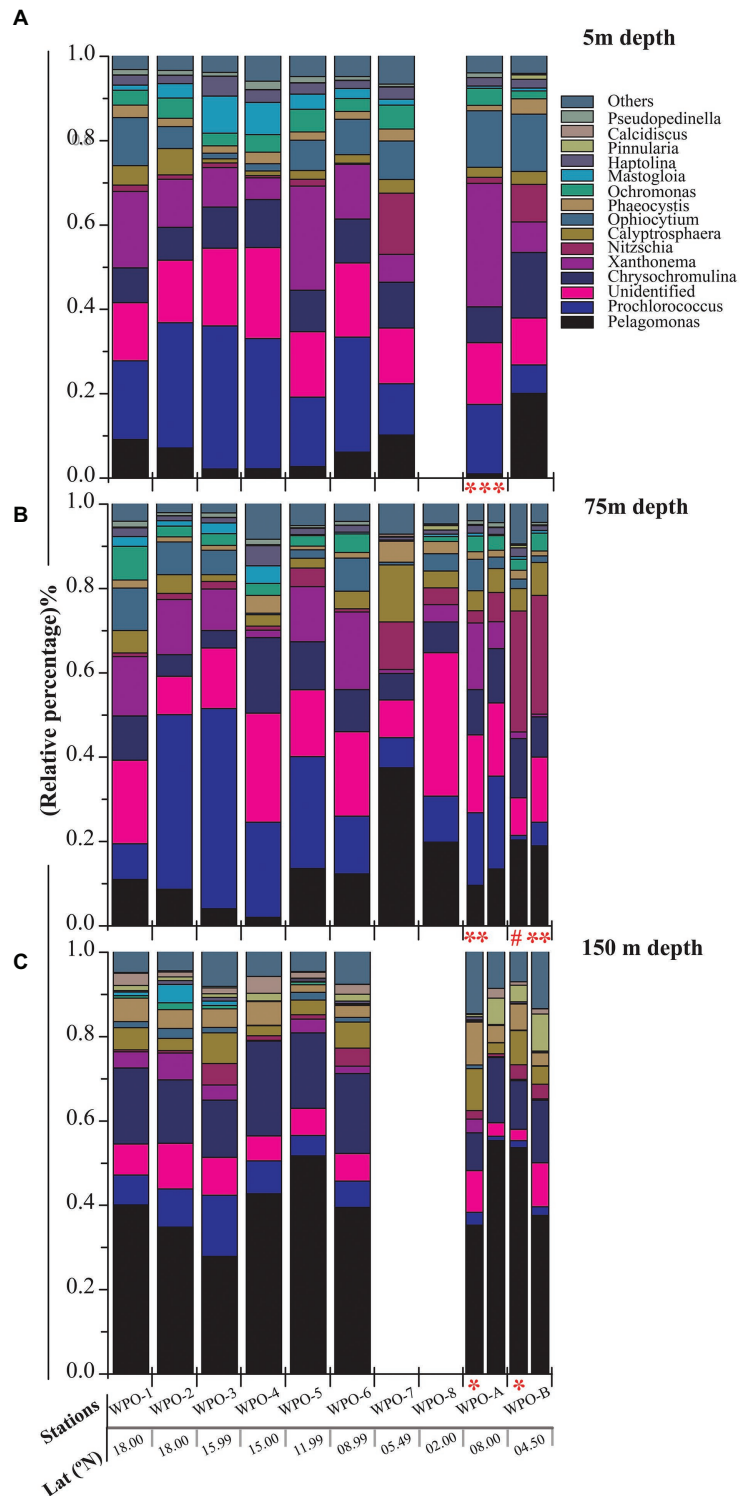 A
5m depth
1.0
0.8
0.6
0.4
0.2
0.0
Others
Pseudopedinella
Calcidiscus
Pinnularia
Haptolina
Mastogloia
Ochromonas
Phaeocystis
Ophiocytium
Calyptrosphaera
Nitzschia
Xanthonema
Chrysochromulina
Unidentified
Prochlorococcus
Pelagomonas
***
B
75m depth
1.0
0.8
0.6
0.4
0.2
0.0
(Relative percentage)%
** # **
C
150 m depth
1.0
0.8
0.6
0.4
0.2
0.0
* *
Stations WPO-1 WPO-2 WPO-3 WPO-4 WPO-5 WPO-6 WPO-7 WPO-8 WPO-A WPO-B
Lat (°N) 18.00 18.00 15.99 15.00 11.99 08.99 05.49 02.00 08.00 04.50